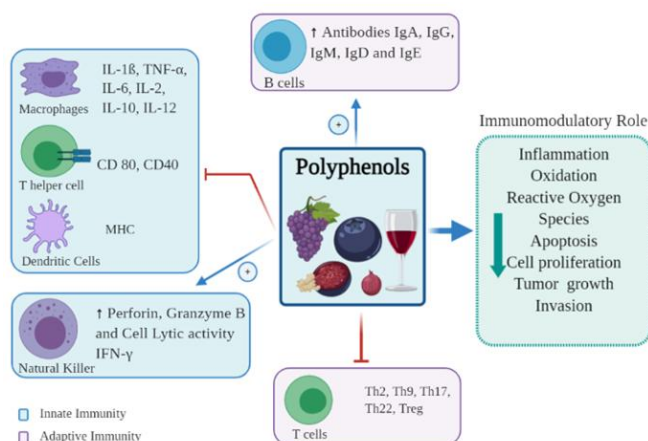 ↑ Antibodies IgA, IgG,
IgM, IgD and IgE
B cells
IL-1ß, TNF-α,
IL-6, IL-2,
IL-10, IL-12
Macrophages
CD 80, CD40
T helper cell
MHC
Dendritic Cells
+
Polyphenols
Immunomodulatory Role
Inflammation
Oxidation
Reactive Oxygen
Species
Apoptosis
Cell proliferation
Tumor growth
Invasion
+
↑ Perforin, Granzyme B
and Cell Lytic activity
IFN-γ
Natural Killer
Th2, Th9, Th17,
Th22, Treg
T cells
Innate Immunity
Adaptive Immunity